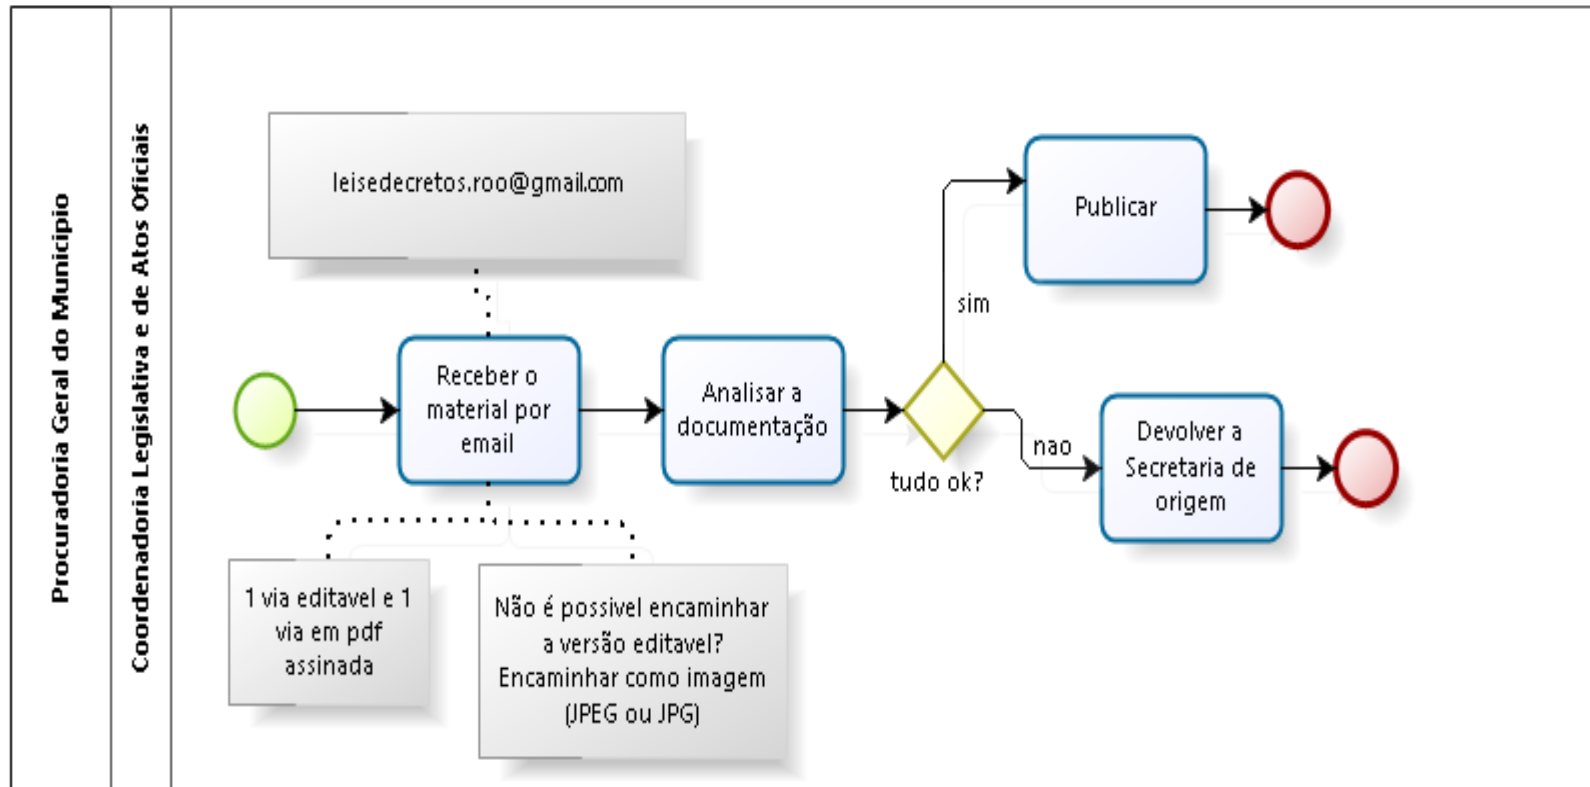 Procuradoria Geral do Municipio
Coordenadoria Legislativa e de Atos Oficiais
leisedecretos.roo@gmail.com
Receber o
material por
email
Analisar a
documentação
tudo ok?
sim
Publicar
nao
Devolver a
Secretaria de
origem
1 via editavel e 1
via em pdf
assinada
Não é possivel encaminhar
a versão editavel?
Encaminhar como imagem
(JPEG ou JPG)